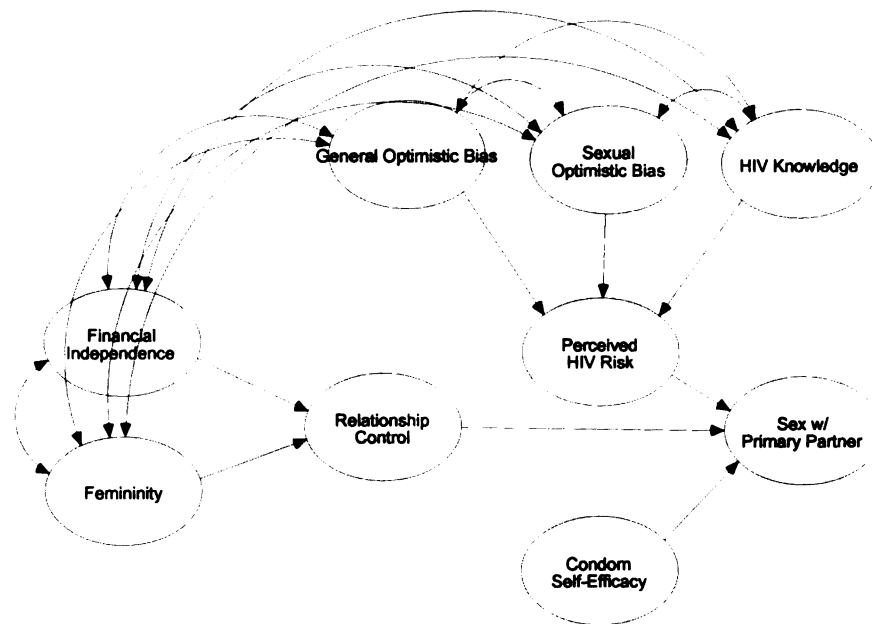 General Optimistic Bias
Sexual
Optimistic Bias
HIV Knowledge
Financial
Independence
Perceived
HIV Risk
Relationship
Control
Sex w/
Primary Partner
Femininity
Condom
Self-Efficacy